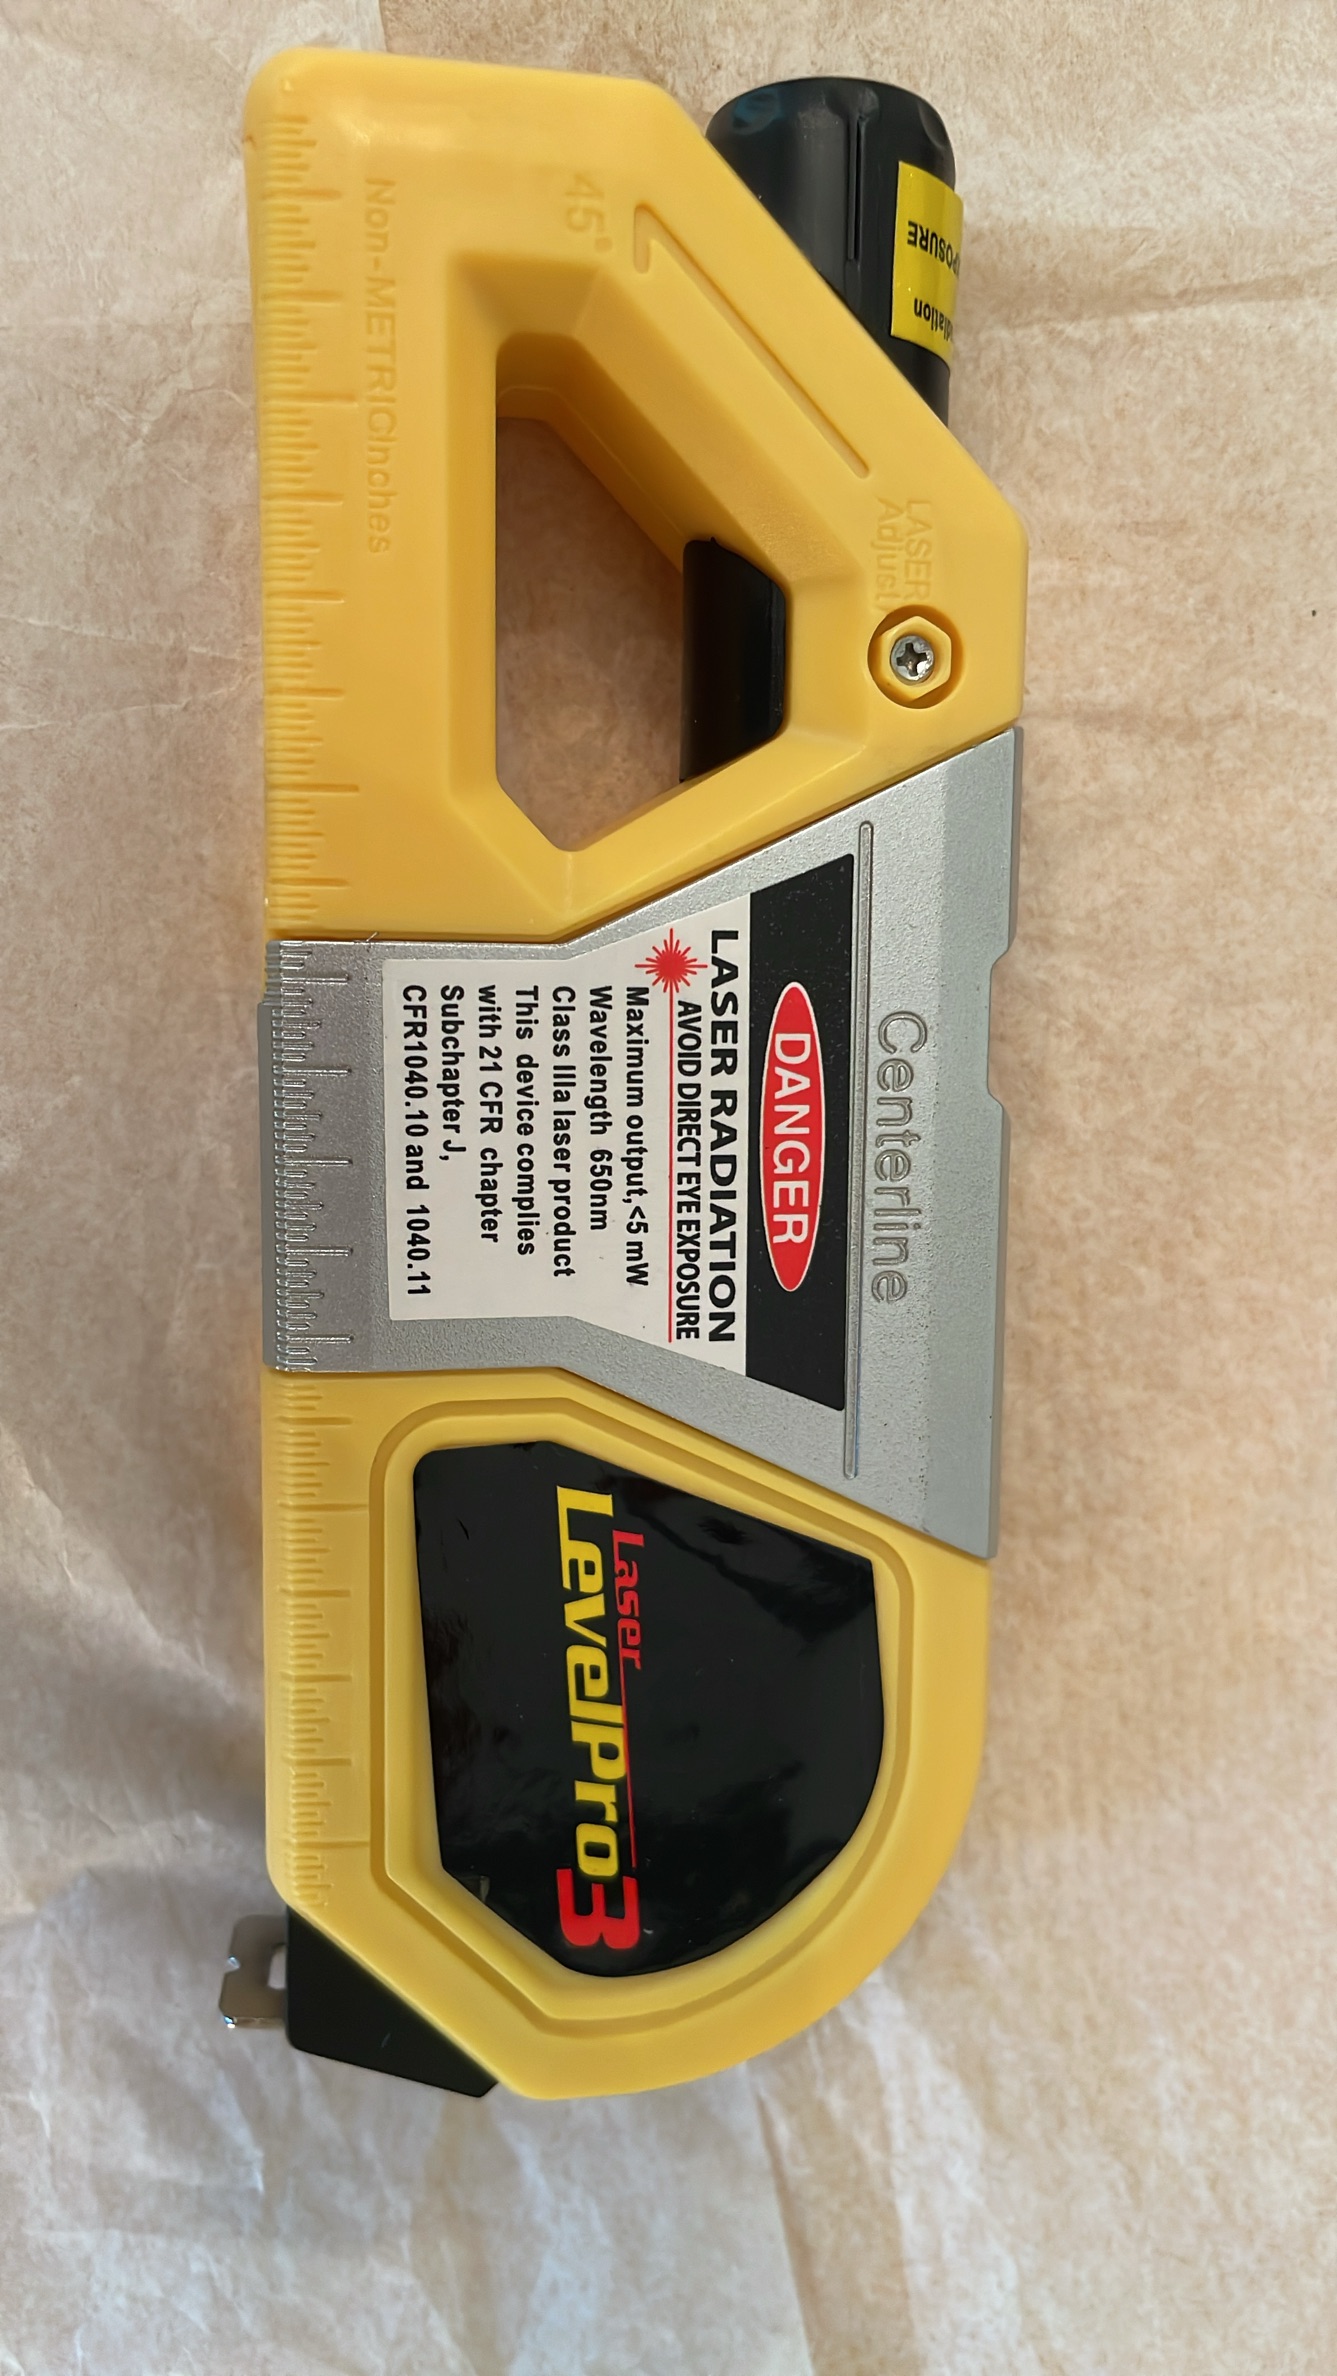 45°
Non-METRICInches
LASER
Adjust
EXPOSURE
Centerline
DANGER
LASER RADIATION
AVOID DIRECT EYE EXPOSURE
Maximum output,<5 mW
Wavelength 650nm
Class IIIa laser product
This device complies
with 21 CFR chapter
Subchapter J,
CFR1040.10 and 1040.11
Laser
LevelPro3